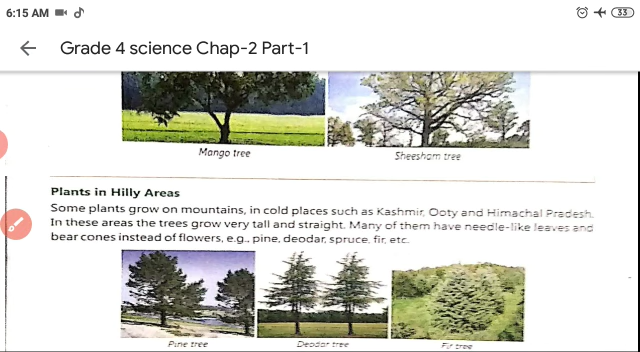 6:15 AM
33
Grade 4 science Chap-2 Part-1
Mango tree
Sheesham tree
Plants in Hilly Areas
Some plants grow on mountains, in cold places such as Kashmir, Ooty and Himachal Pradesh.
In these areas the trees grow very tall and straight. Many of them have needle-like leaves and
bear cones instead of flowers, e.g., pine, deodar, spruce, fir, etc.
Pine tree
Deodar tree
Fir tree